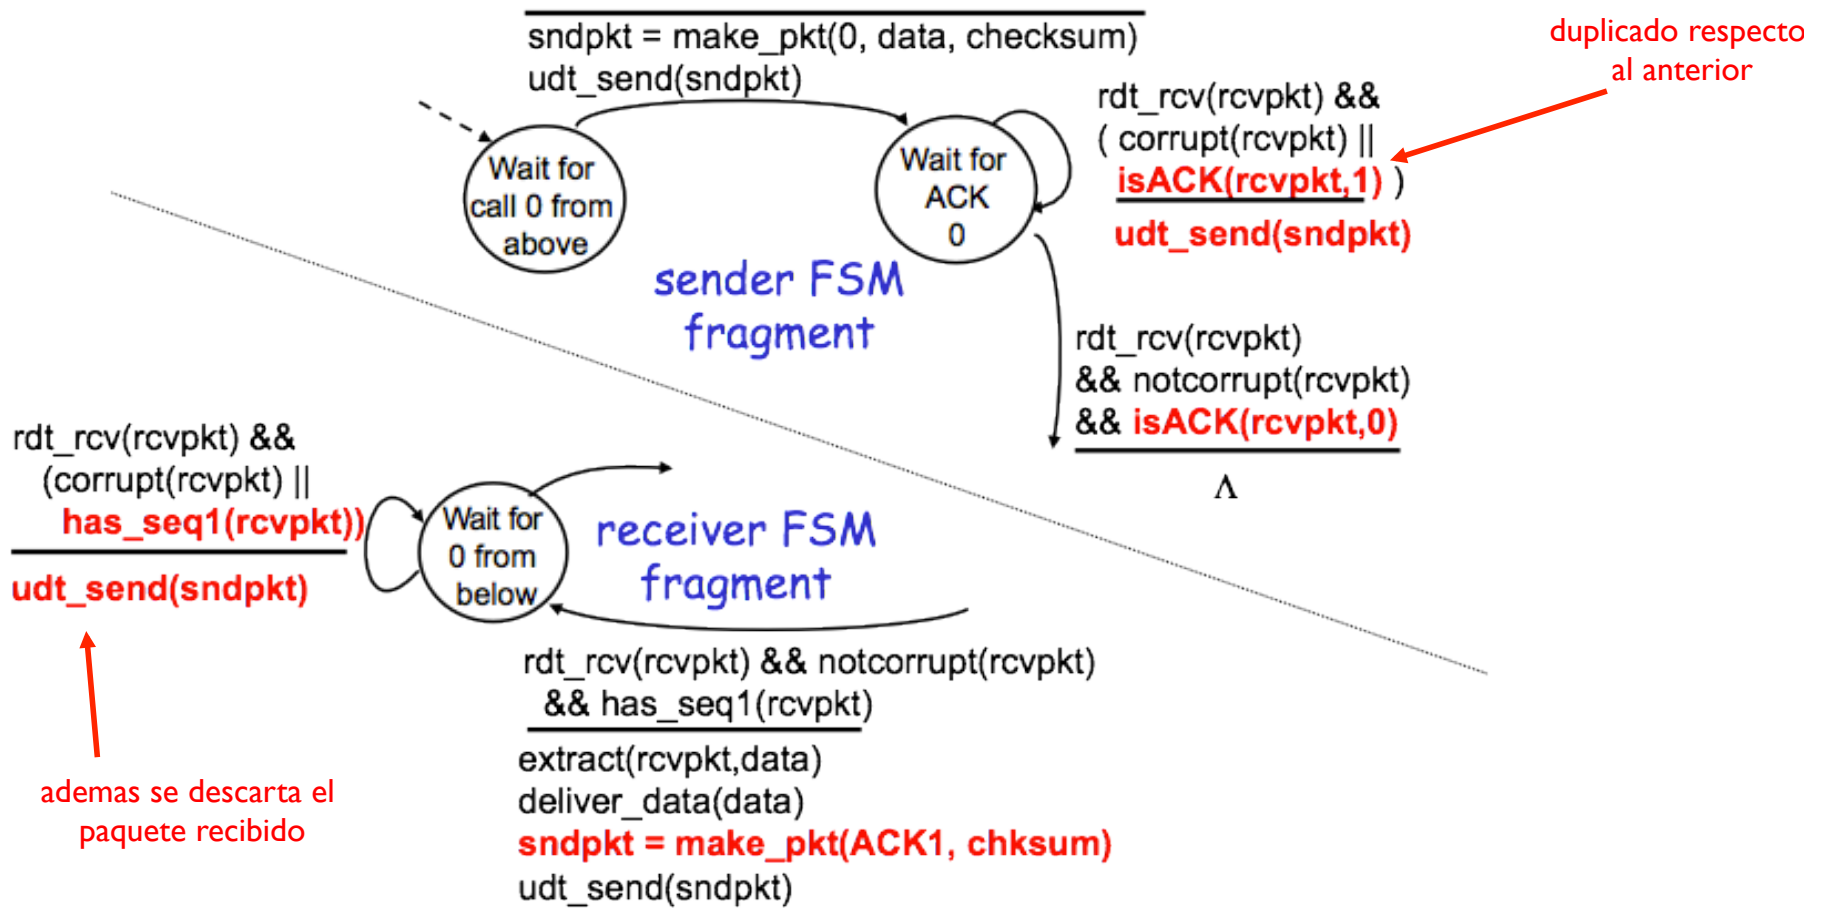 sndpkt = make_pkt(0, data, checksum)
udt_send(sndpkt)
duplicado respecto
al anterior
rdt_rcv(rcvpkt) &&
( corrupt(rcvpkt) ||
isACK(rcvpkt,1) )
udt_send(sndpkt)
Wait for
call 0 from
above
Wait for
ACK
0
sender FSM
fragment
rdt_rcv(rcvpkt)
&& notcorrupt(rcvpkt)
&& isACK(rcvpkt,0)
Λ
rdt_rcv(rcvpkt) &&
(corrupt(rcvpkt) ||
has_seq1(rcvpkt))
udt_send(sndpkt)
Wait for
0 from
below
receiver FSM
fragment
rdt_rcv(rcvpkt) && notcorrupt(rcvpkt)
&& has_seq1(rcvpkt)
extract(rcvpkt,data)
deliver_data(data)
sndpkt = make_pkt(ACK1, chksum)
udt_send(sndpkt)
ademas se descarta el
paquete recibido